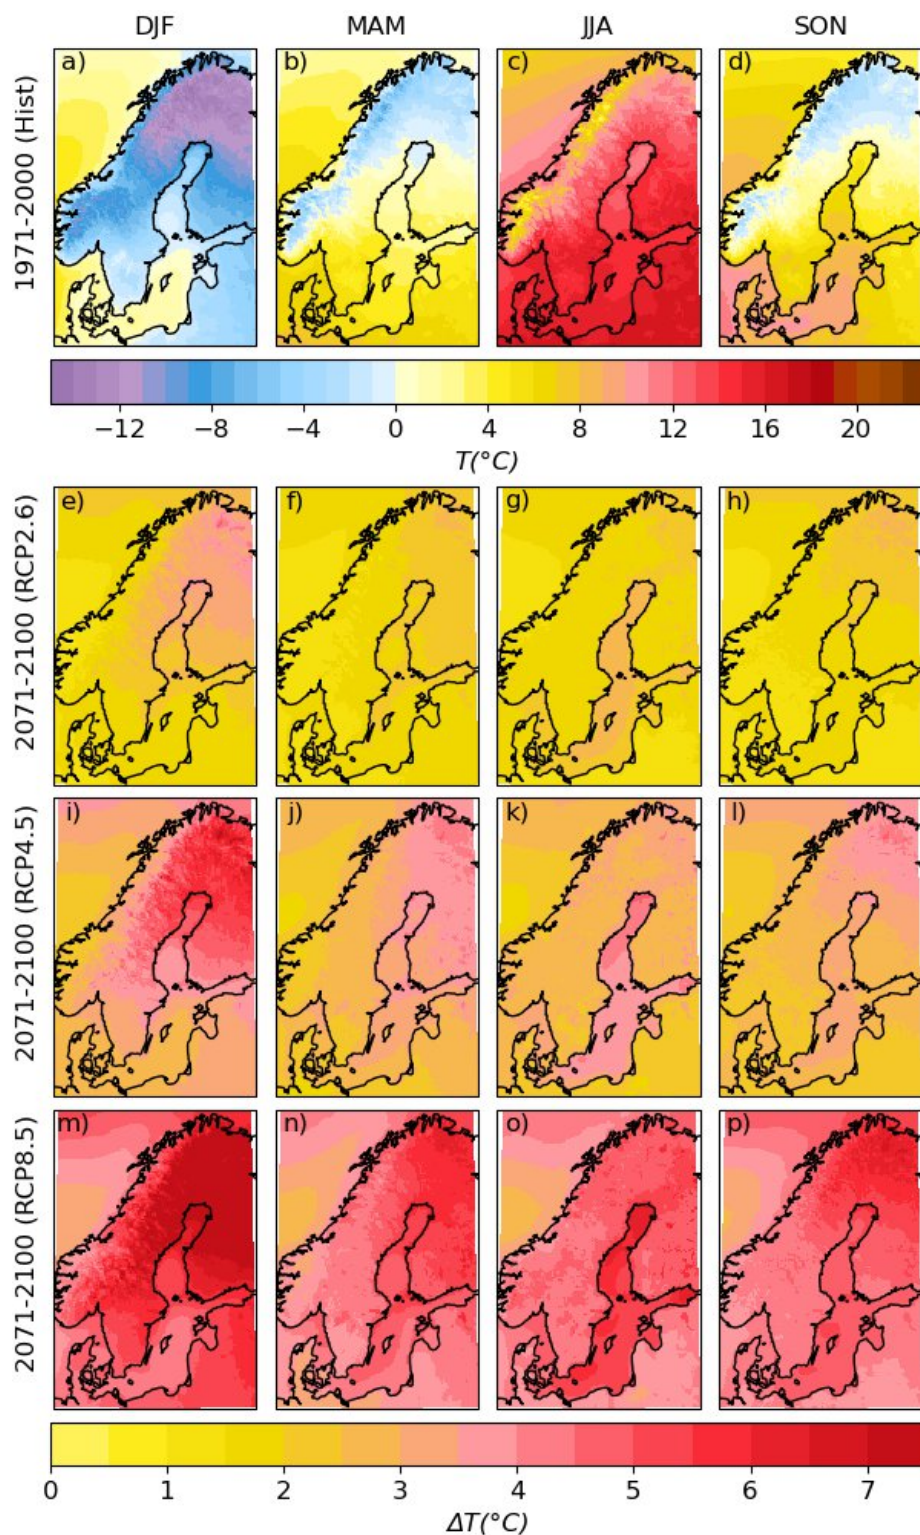 DJF MAM JJA SON
1971-2000 (Hist)
a) b) c) d)
−12 −8 −4 0 4 8 12 16 20
T(°C)
2071-2100 (RCP2.6)
e) f) g) h)
2071-2100 (RCP4.5)
i) j) k) l)
2071-2100 (RCP8.5)
m) n) o) p)
0 1 2 3 4 5 6 7
ΔT(°C)